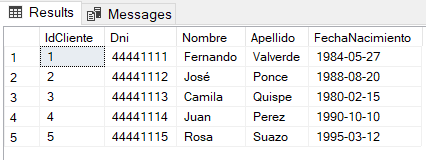 Results Messages
IdCliente Dni Nombre Apellido FechaNacimiento
1 1 44441111 Fernando Valverde 1984-05-27
2 2 44441112 José Ponce 1988-08-20
3 3 44441113 Camila Quispe 1980-02-15
4 4 44441114 Juan Perez 1990-10-10
5 5 44441115 Rosa Suazo 1995-03-12